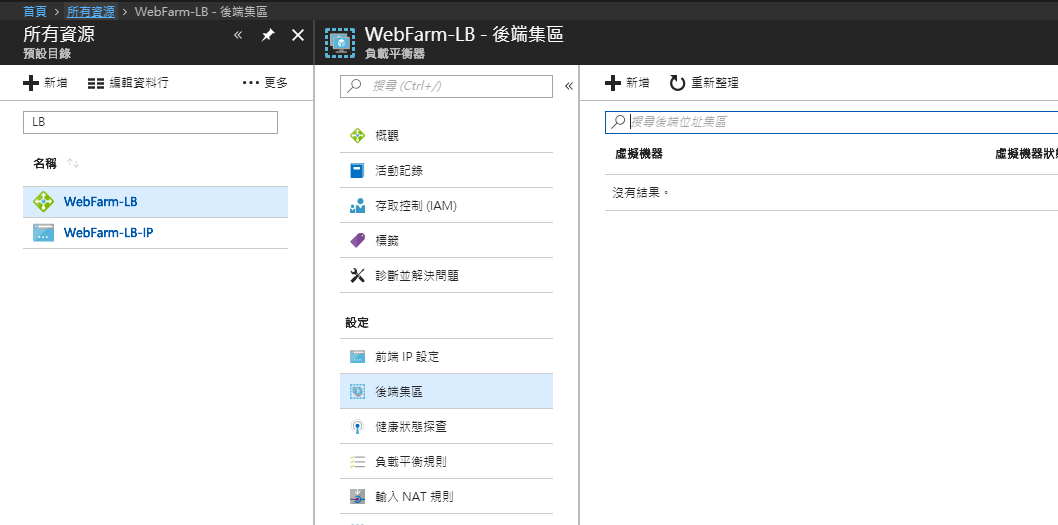 首頁 > 所有資源 > WebFarm-LB - 後端集區
所有資源
預設目錄
新增
編輯資料行
更多
LB
名稱
WebFarm-LB
WebFarm-LB-IP
WebFarm-LB - 後端集區
負載平衡器
搜尋 (Ctrl+/)
概觀
活動記錄
存取控制 (IAM)
標籤
診斷並解決問題
設定
前端 IP 設定
後端集區
健康狀態探查
負載平衡規則
輸入 NAT 規則
新增
重新整理
搜尋後端位址集區
虛擬機器
虛擬機器狀態
沒有結果。